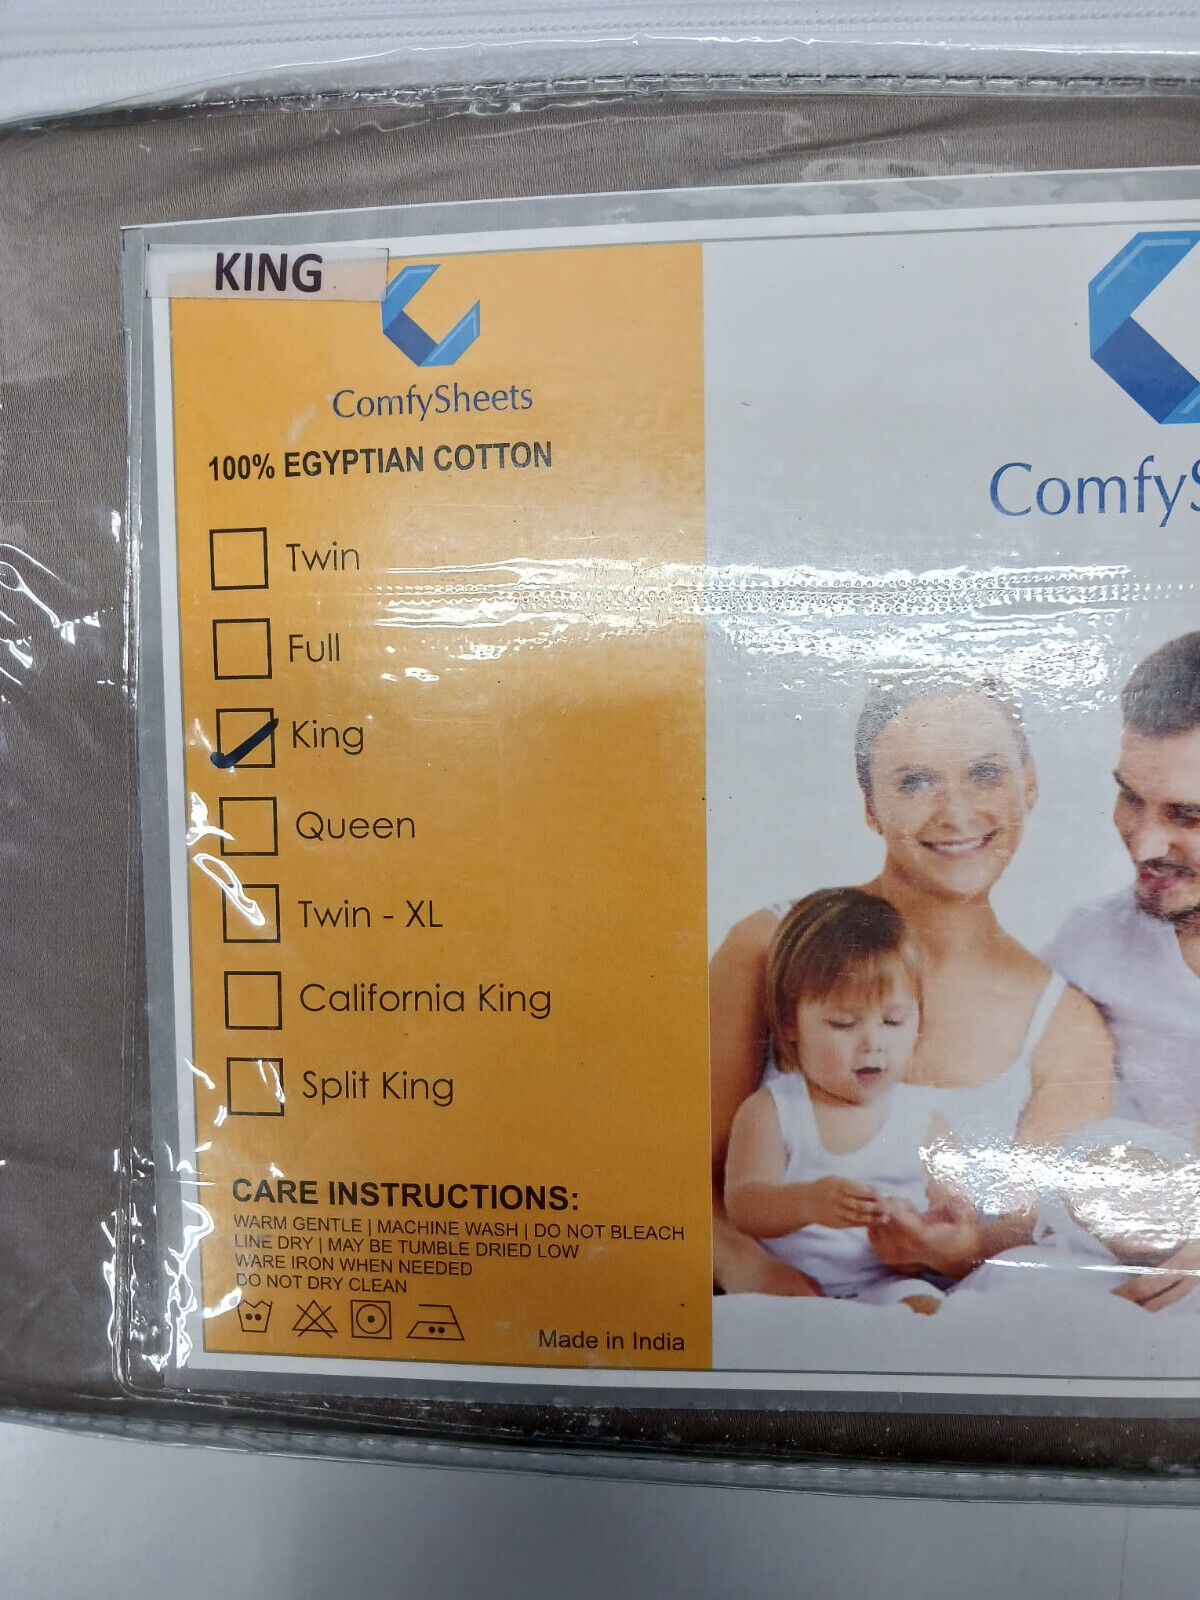 KING
ComfySheets
100% EGYPTIAN COTTON
Twin
Full
King
Queen
Twin - XL
California King
Split King
CARE INSTRUCTIONS:
WARM GENTLE | MACHINE WASH | DO NOT BLEACH
LINE DRY | MAY BE TUMBLE DRIED LOW
WARE IRON WHEN NEEDED
DO NOT DRY CLEAN
Made in India
ComfyS